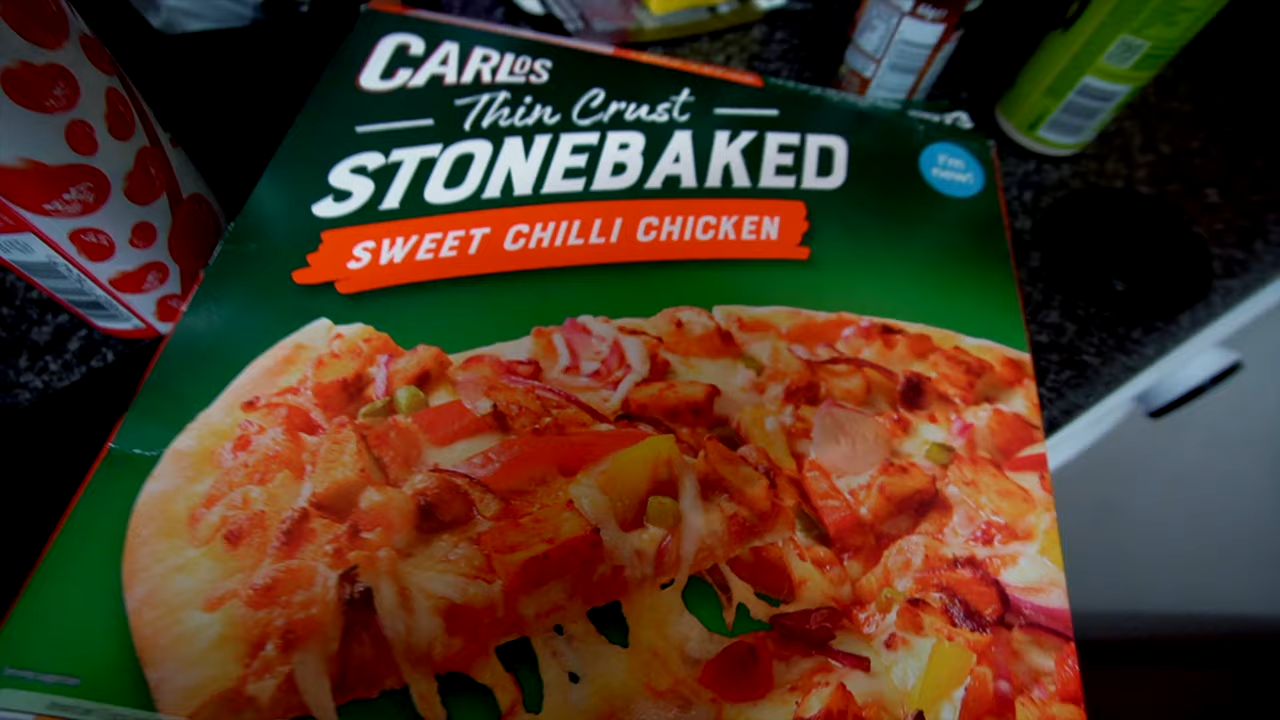 CARLOS
Thin Crust
STONEBAKED
I'm
new!
SWEET CHILLI CHICKEN